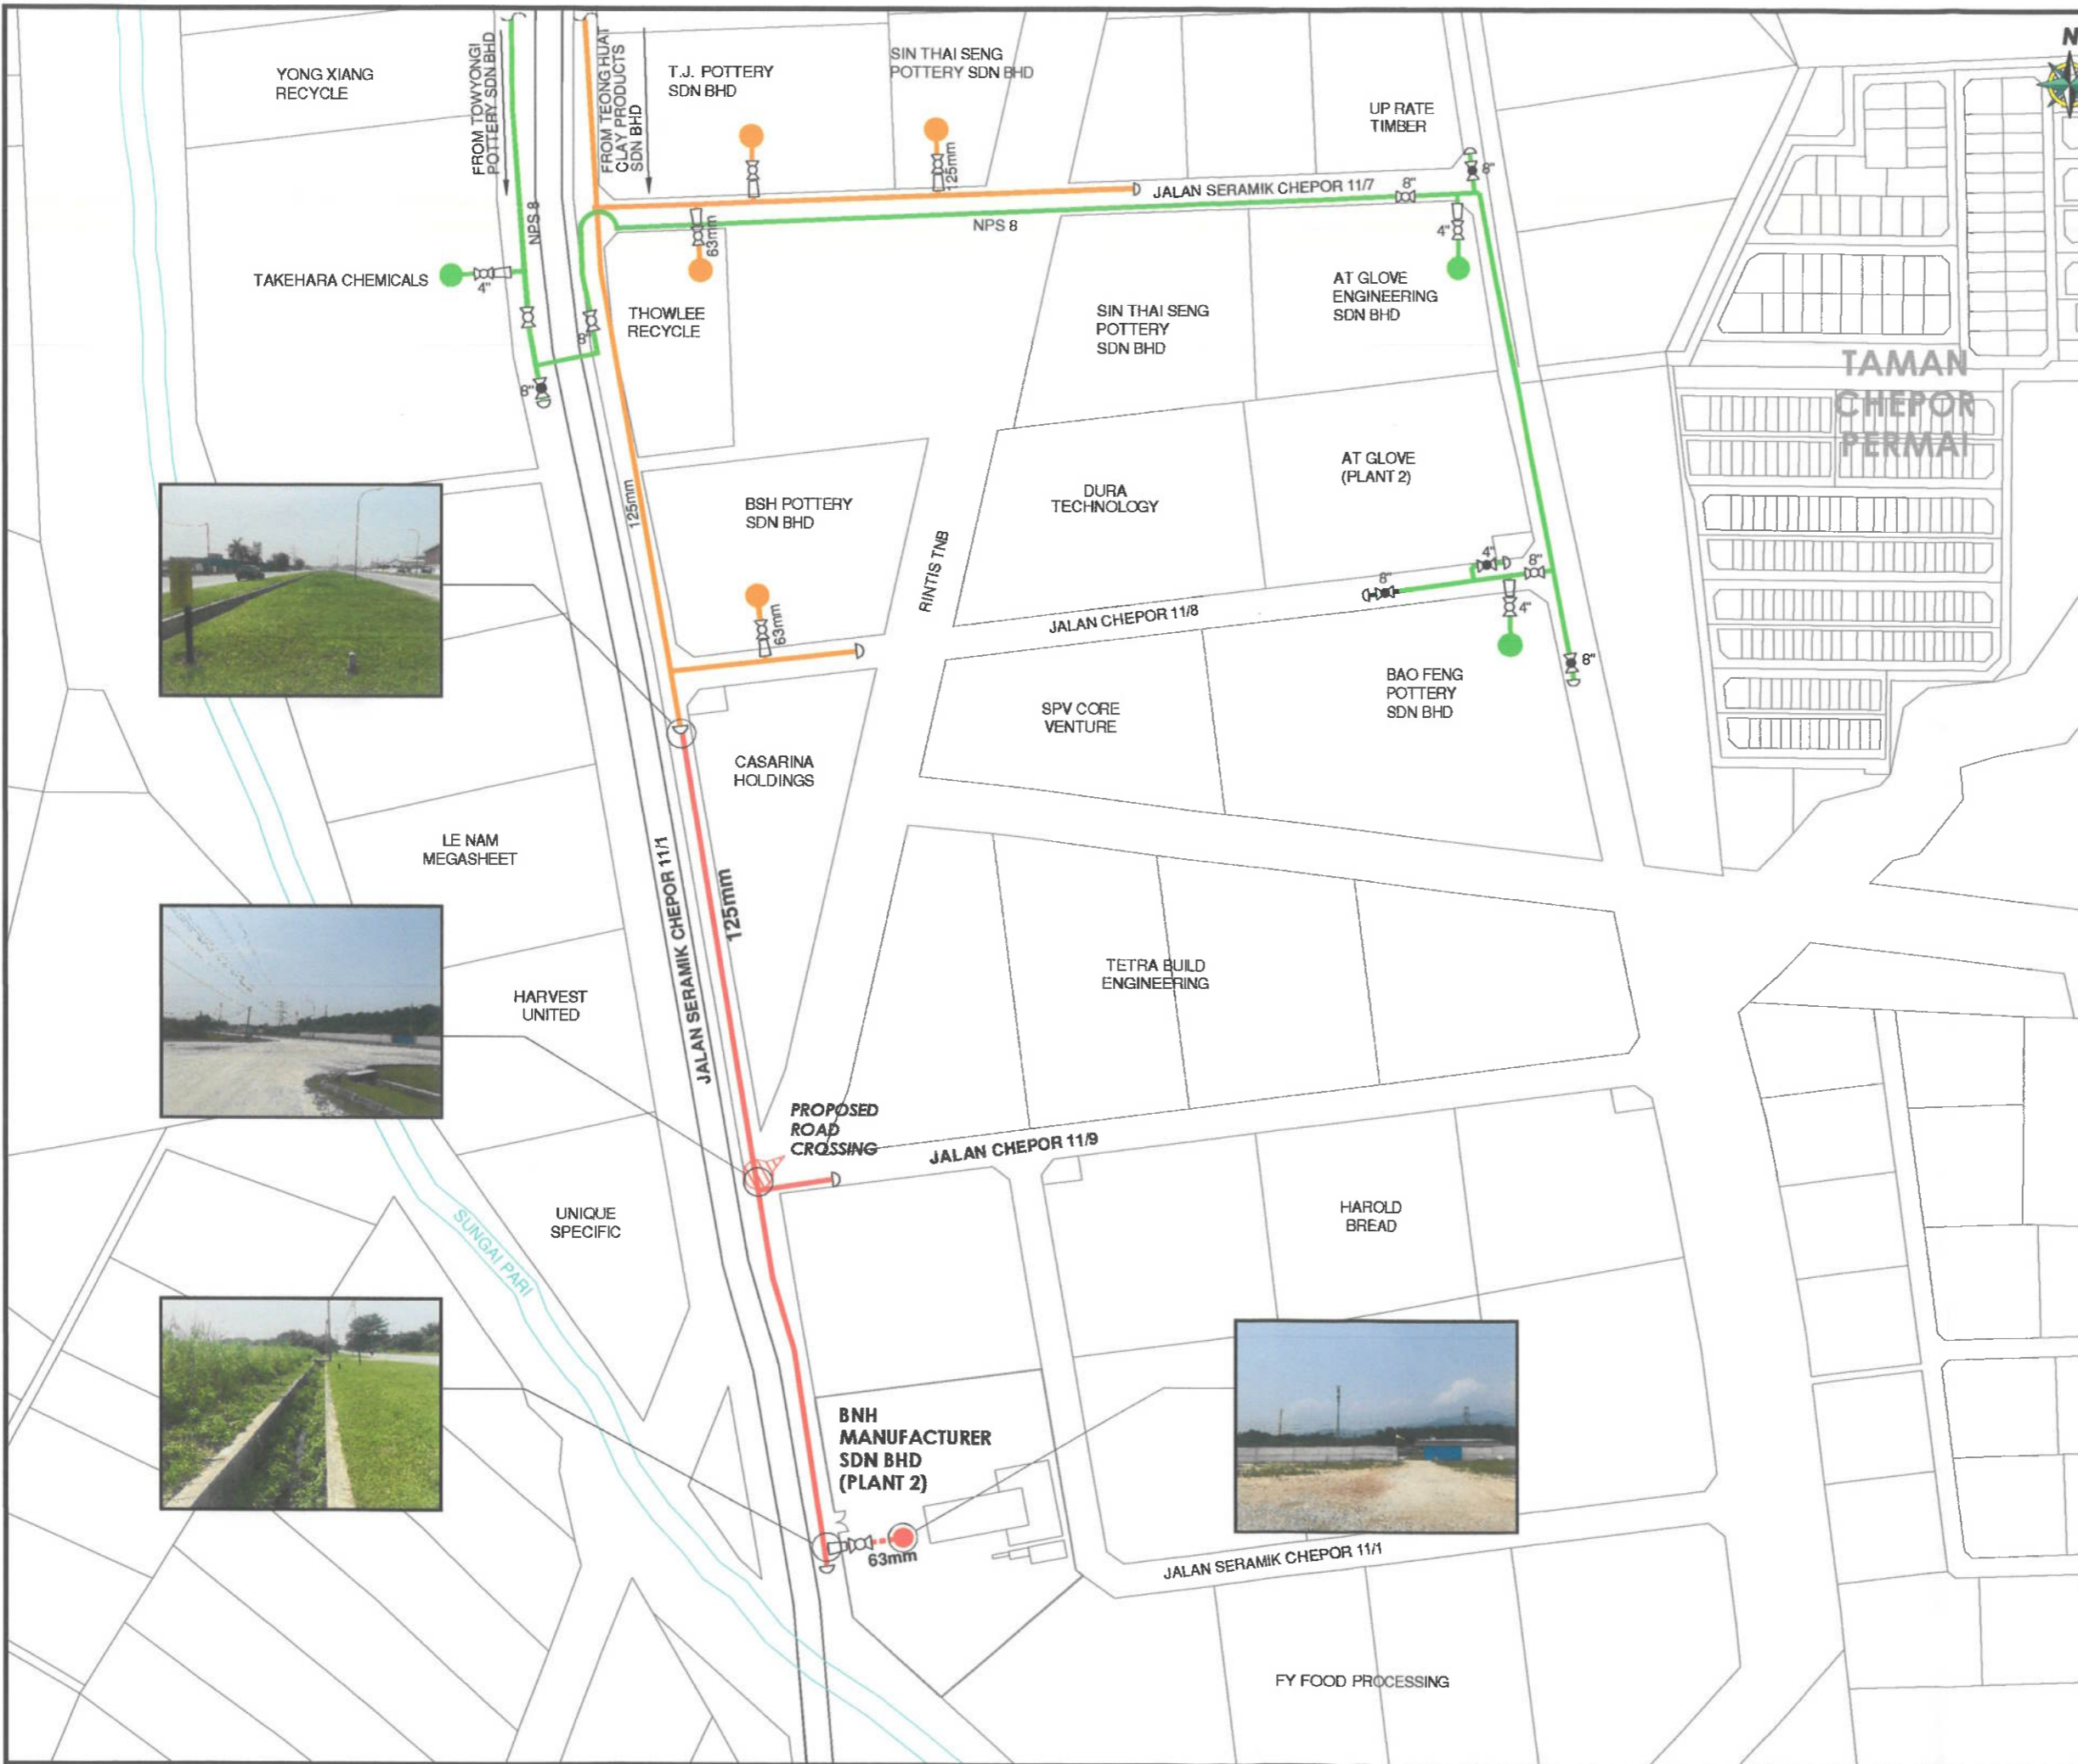 N
YONG XIANG
RECYCLE
FROM TOWYONGI
POTTERY SDN BHD
FROM TEONG HUAT
CLAY PRODUCTS
SDN BHD
T.J. POTTERY
SDN BHD
SIN THAI SENG
POTTERY SDN BHD
UP RATE
TIMBER
125mm
8"
JALAN SERAMIK CHEPOR 11/7
8"
NPS 8
63mm
NPS 8
4"
TAKEHARA CHEMICALS
4"
THOWLEE
RECYCLE
8"
8"
SIN THAI SENG
POTTERY
SDN BHD
AT GLOVE
ENGINEERING
SDN BHD
TAMAN
CHEPOR
PERMAI
125mm
BSH POTTERY
SDN BHD
DURA
TECHNOLOGY
AT GLOVE
(PLANT 2)
RINTIS TNB
4"
8"
8"
4"
63mm
JALAN CHEPOR 11/8
8"
BAO FENG
POTTERY
SDN BHD
SPV CORE
VENTURE
CASARINA
HOLDINGS
LE NAM
MEGASHEET
JALAN SERAMIK CHEPOR 11/1
125mm
HARVEST
UNITED
TETRA BUILD
ENGINEERING
PROPOSED
ROAD
CROSSING
JALAN CHEPOR 11/9
UNIQUE
SPECIFIC
SUNGAI PARI
HAROLD
BREAD
BNH
MANUFACTURER
SDN BHD
(PLANT 2)
63mm
JALAN SERAMIK CHEPOR 11/1
FY FOOD PROCESSING